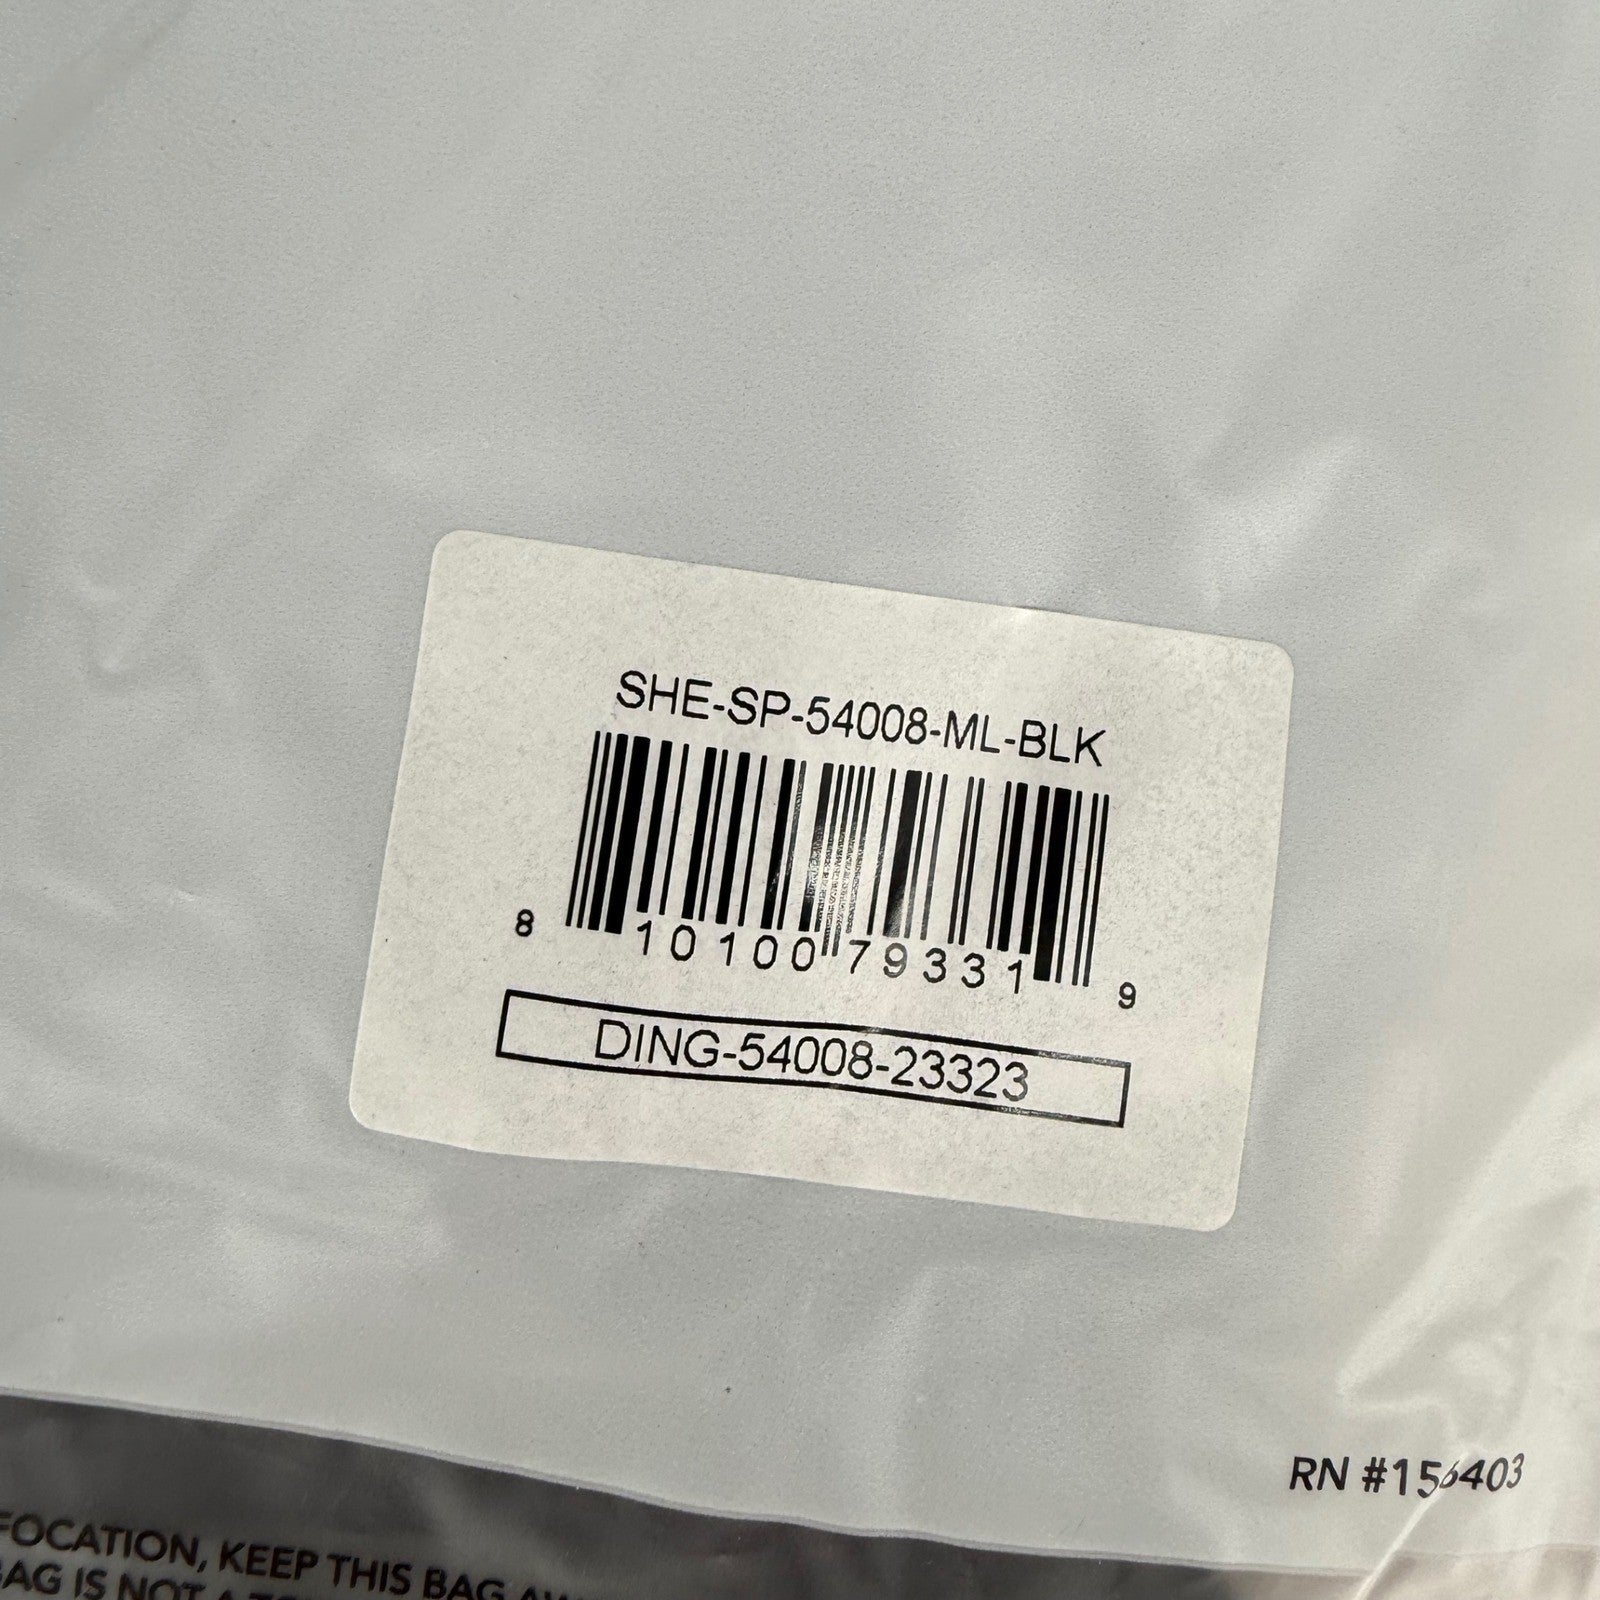 SHE-SP-54008-ML-BLK
8 10100 79331 9
DING-54008-23323
RN #156403
FOCATION, KEEP THIS BAG
BAG IS NOT A